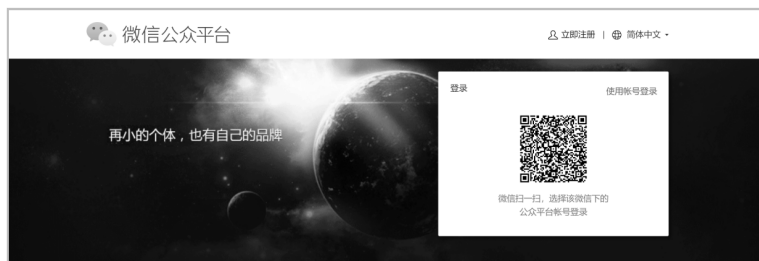 微信公众平台
立即注册 | 简体中文
再小的个体，也有自己的品牌
登录
使用帐号登录
微信扫一扫，选择该微信下的
公众平台帐号登录